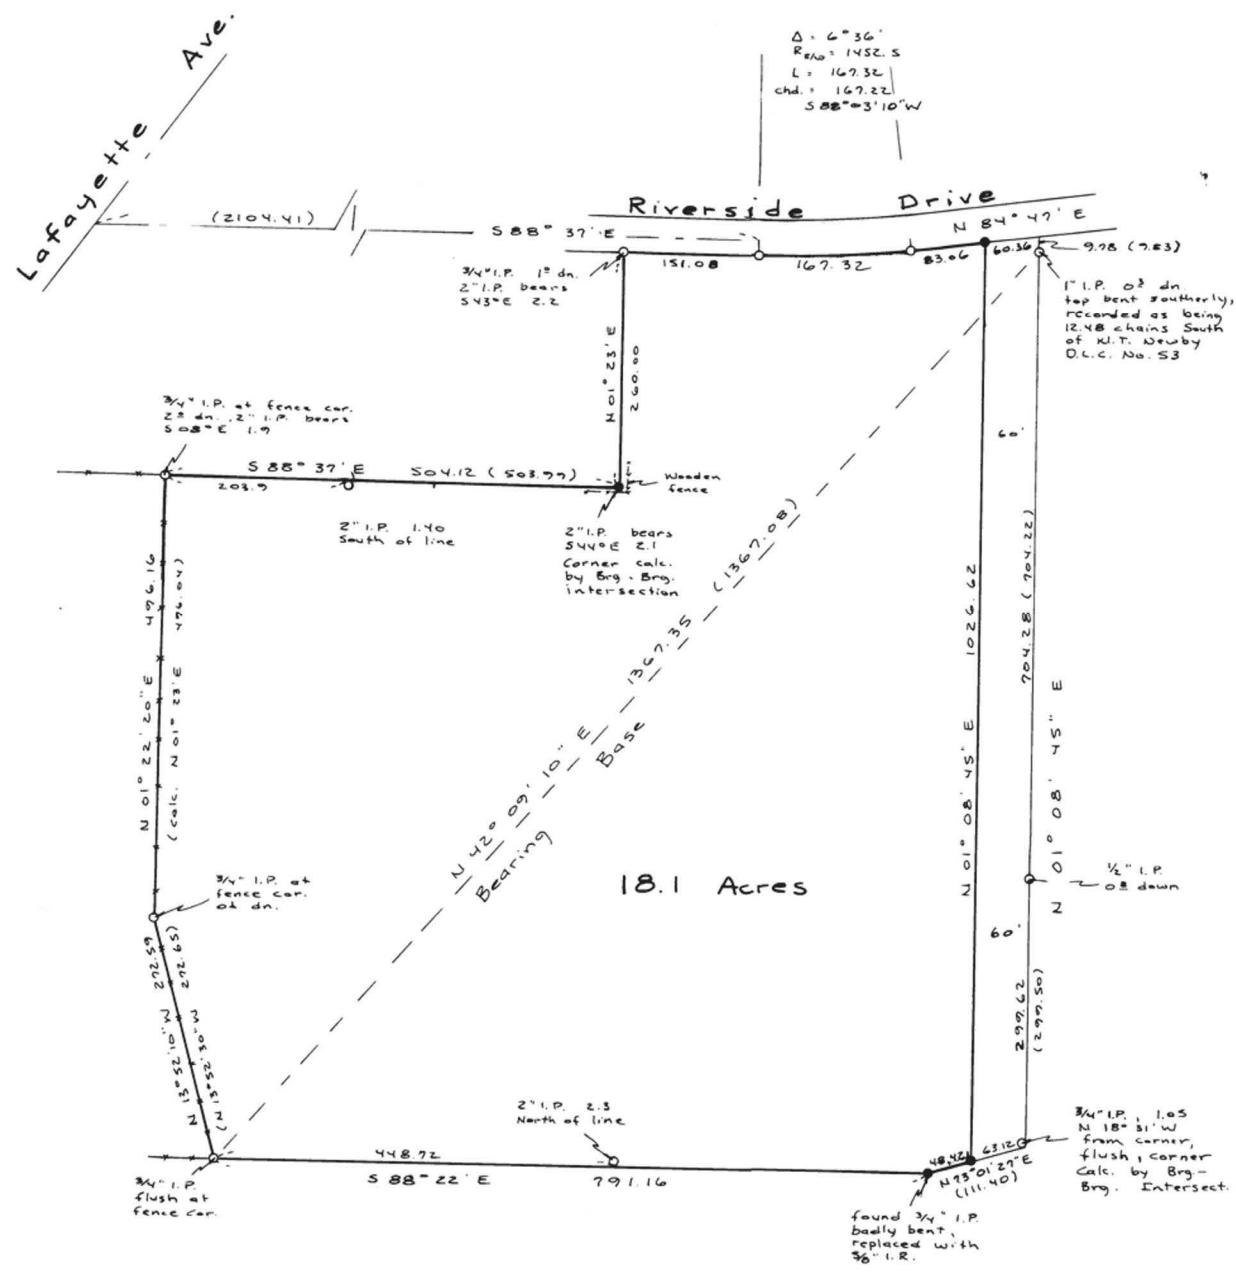 Lafayette Ave.
Δ = 6° 36'
R R/W = 1452.5
L = 167.32
chd. = 167.22
S 88° 03' 10" W
(2104.41)
S 88° 37' E
Riverside Drive
N 84° 47' E
151.08
167.32
83.06
60.36
9.78 (7.83)
3/4" I.P. 1° dn.
2" I.P. bears
S 43° E 2.2
1" I.P. 0³ dn.
top bent southerly,
recorded as being
12.48 chains South
of W.T. Newby
D.L.C. No. 53
N 01° 23' E
260.00
3/4" I.P. at fence cor.
dn., 2" I.P. bears
S 08° E 1.9
S 88° 37' E 504.12 (503.99)
203.9
Wooden
fence
2" I.P. 1.40
South of line
2" I.P. bears
S 44° E 2.1
Corner calc.
by Brg.-Brg.
intersection
60'
N 01° 22' 20" E 496.16
(calc. N 01° 23' E 496.04)
N 42° 09' 10" E 1367.35 (1367.08)
Bearing Base
N 01° 08' 45" E 1026.62
704.28 (704.22)
N 01° 08' 45" E
18.1 Acres
3/4" I.P. at
fence cor.
dn.
1/2" I.P.
down
60'
N 13° 52' 10" W 272.59
(N 13° 52' 30" W 272.65)
299.62
(299.50)
2" I.P. 2.3
North of line
448.72
S 88° 22' E 791.16
48.42
63.12
N 73° 01' 27" E
(111.40)
3/4" I.P., 1.05
N 18° 31' W
from corner,
flush, corner
Calc. by Brg.-
Brg. Intersect.
3/4" I.P.
flush at
fence cor.
found 3/4" I.P.
badly bent,
replaced with
5/8" I.R.